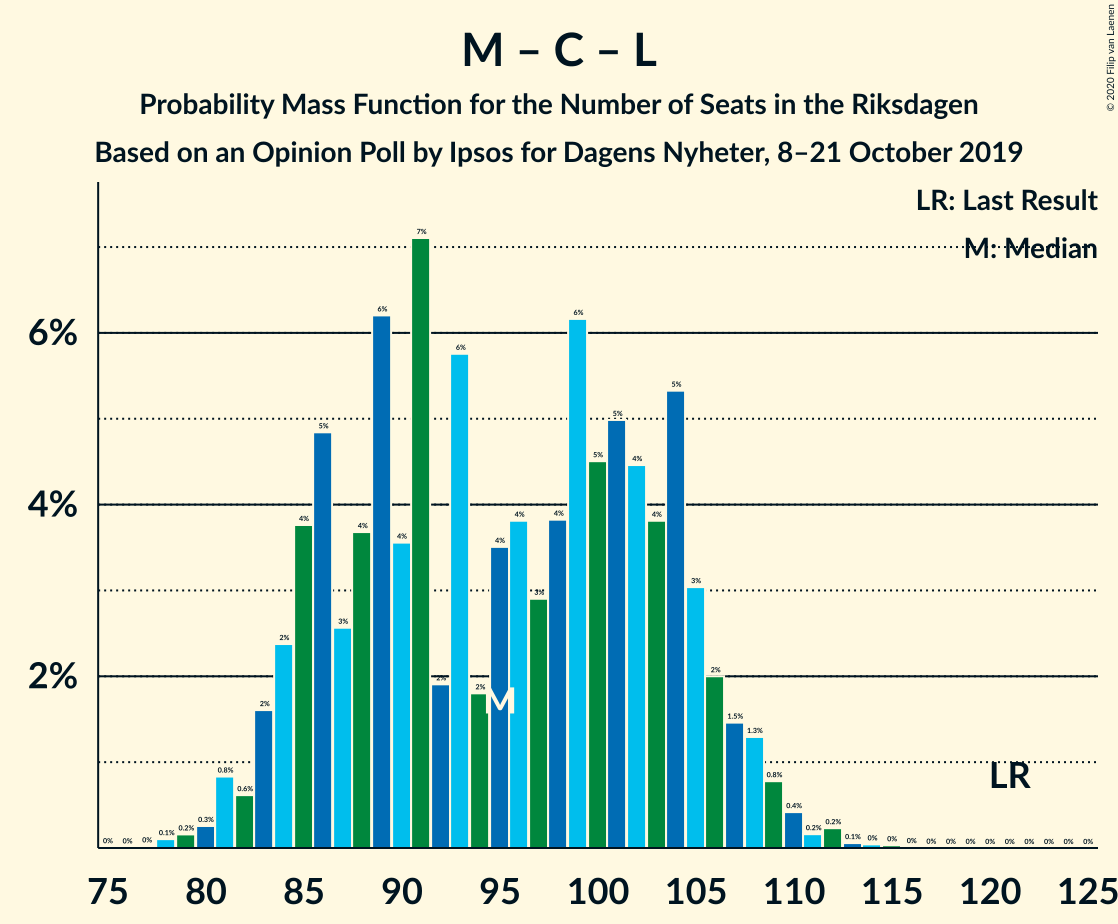 M – C – L
Probability Mass Function for the Number of Seats in the Riksdagen
Based on an Opinion Poll by Ipsos for Dagens Nyheter, 8–21 October 2019
© 2020 Filip van Laenen
LR: Last Result
M: Median
6%
4%
2%
0% 0% 0% 0.1% 0.2% 0.3% 0.8% 0.6% 2% 2% 4% 5% 3% 4% 6% 4% 7% 2% 6% 2% 4% 4% 3% 4% 6% 5% 5% 4% 4% 5% 3% 2% 1.5% 1.3% 0.8% 0.4% 0.2% 0.2% 0.1% 0% 0% 0% 0% 0% 0% 0% 0% 0% 0% 0% 0%
M
LR
75 80 85 90 95 100 105 110 115 120 125